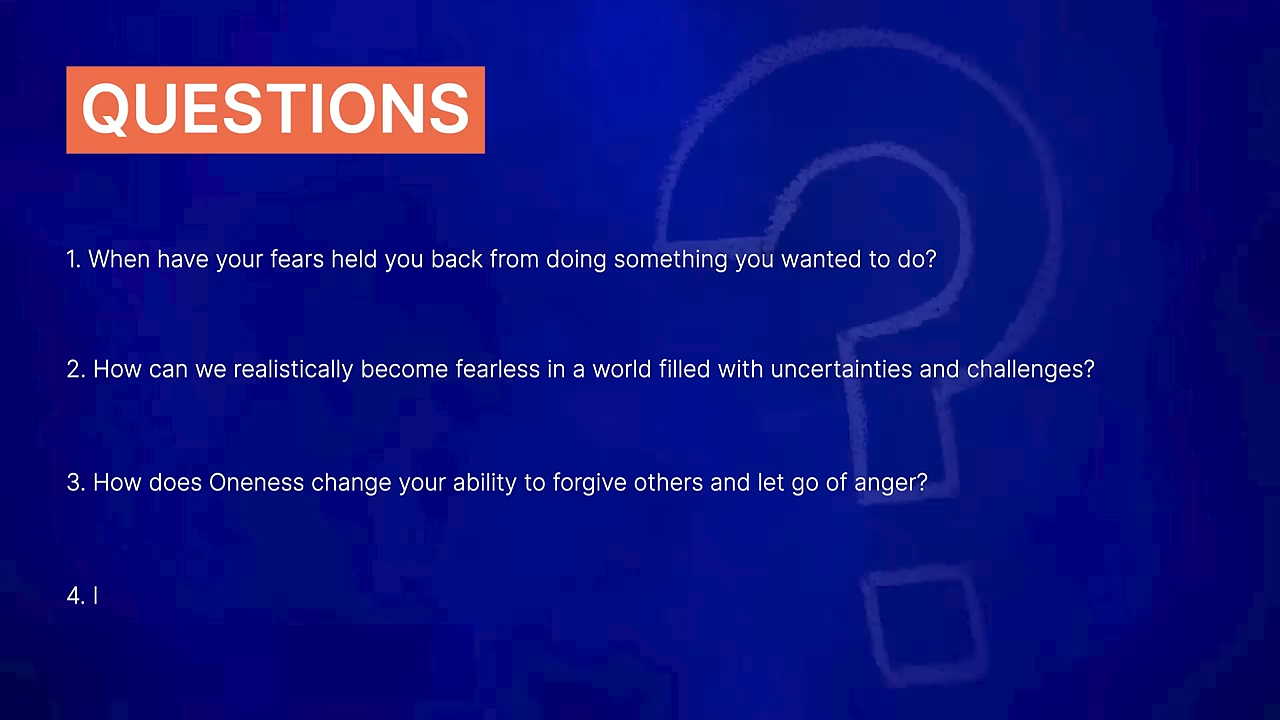 QUESTIONS
1. When have your fears held you back from doing something you wanted to do?
2. How can we realistically become fearless in a world filled with uncertainties and challenges?
3. How does Oneness change your ability to forgive others and let go of anger?
4. I